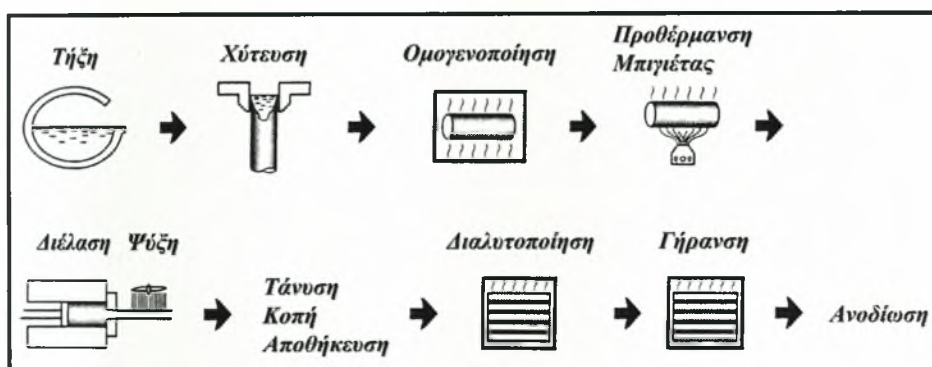 Τήξη
Χύτευση
Ομογενοποίηση
Προθέρμανση
Μπιγιέτας
Διέλαση Ψύξη
Τάνυση
Κοπή
Αποθήκευση
Διαλυτοποίηση
Γήρανση
Ανοδίωση